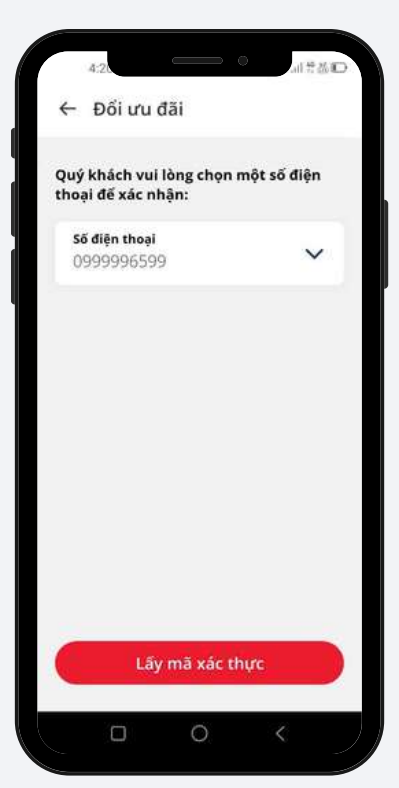 Đổi ưu đãi
Quý khách vui lòng chọn một số điện
thoại để xác nhận:
Số điện thoại
0999996599
Lấy mã xác thực